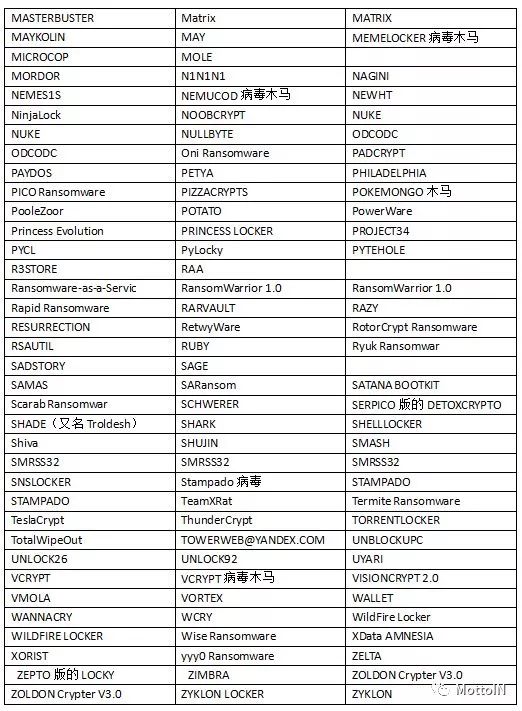 MASTERBUSTER Matrix MATRIX
MAYKOLIN MAY MEMELOCKER 病毒木马
MICROCOP MOLE
MORDOR N1N1N1 NAGINI
NEMES1S NEMUCOD 病毒木马 NEWHT
NinjaLock NOOBCRYPT NUKE
NUKE NULLBYTE ODCODC
ODCODC Oni Ransomware PADCRYPT
PAYDOS PETYA PHILADELPHIA
PICO Ransomware PIZZACRYPTS POKEMONGO 木马
PooleZoor POTATO PowerWare
Princess Evolution PRINCESS LOCKER PROJECT34
PYCL PyLocky PYTEHOLE
R3STORE RAA
Ransomware-as-a-Servic RansomWarrior 1.0 RansomWarrior 1.0
Rapid Ransomware RARVAULT RAZY
RESURRECTION RetwyWare RotorCrypt Ransomware
RSAUTIL RUBY Ryuk Ransomwar
SADSTORY SAGE
SAMAS SARansom SATANA BOOTKIT
Scarab Ransomwar SCHWERER SERPICO 版的 DETOXCRYPTO
SHADE（又名 Troldesh） SHARK SHELLLOCKER
Shiva SHUJIN SMASH
SMRSS32 SMRSS32 SMRSS32
SNSLOCKER Stampado 病毒 STAMPADO
STAMPADO TeamXRat Termite Ransomware
TeslaCrypt ThunderCrypt TORRENTLOCKER
TotalWipeOut TOWERWEB@YANDEX.COM UNBLOCKUPC
UNLOCK26 UNLOCK92 UYARI
VCRYPT VCRYPT 病毒木马 VISIONCRYPT 2.0
VMOLA VORTEX WALLET
WANNACRY WCRY WildFire Locker
WILDFIRE LOCKER Wise Ransomware XData AMNESIA
XORIST yyy0 Ransomware ZELTA
ZEPTO 版的 LOCKY ZIMBRA ZOLDON Crypter V3.0
ZOLDON Crypter V3.0 ZYKLON LOCKER ZYKLON
MottoIN